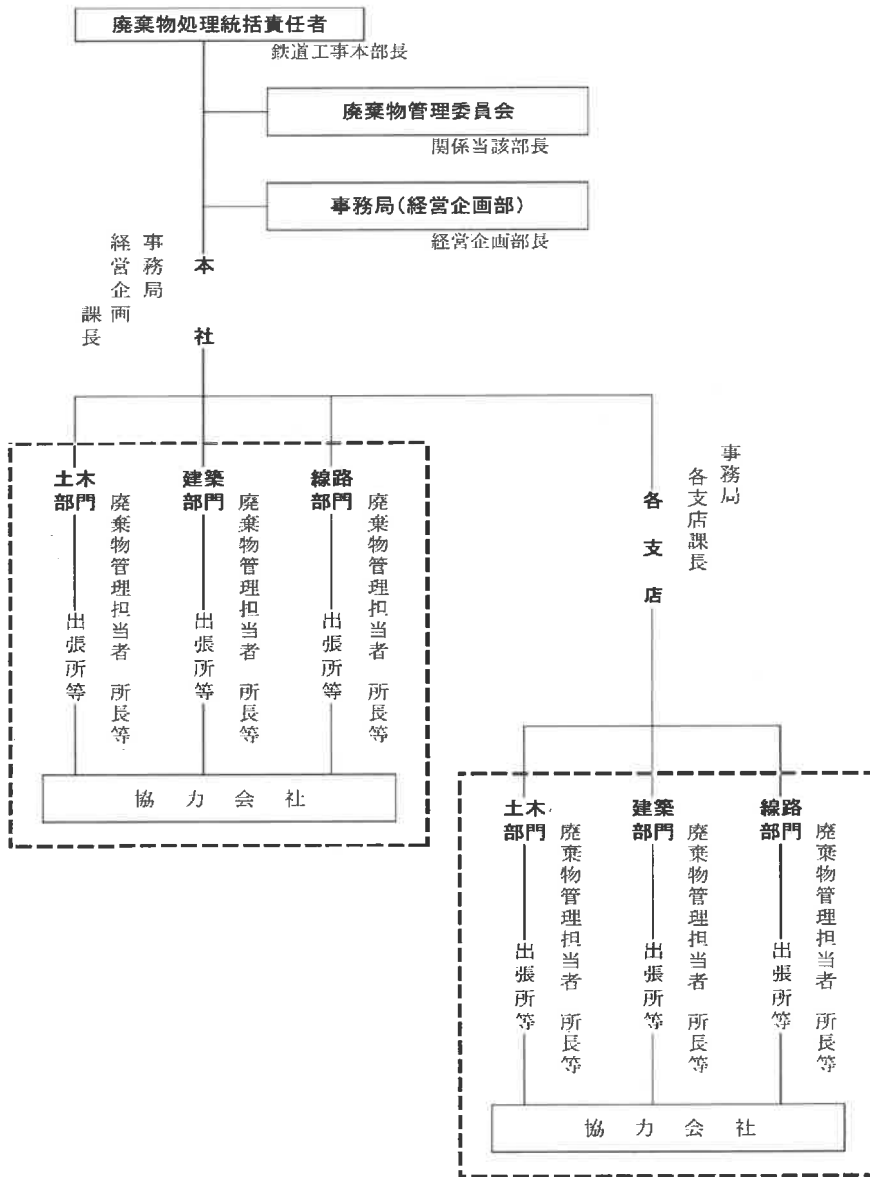 廃棄物処理統括責任者
鉄道工事本部長
廃棄物管理委員会
関係当該部長
事務局(経営企画部)
経営企画部長
事務局
経営企画
課長
本社
土木
部門
廃棄物管理担当者 所長等
出張所等
建築
部門
廃棄物管理担当者 所長等
出張所等
線路
部門
廃棄物管理担当者 所長等
出張所等
協力会社
事務局
各支店課長
各支店
土木
部門
廃棄物管理担当者 所長等
出張所等
建築
部門
廃棄物管理担当者 所長等
出張所等
線路
部門
廃棄物管理担当者 所長等
出張所等
協力会社